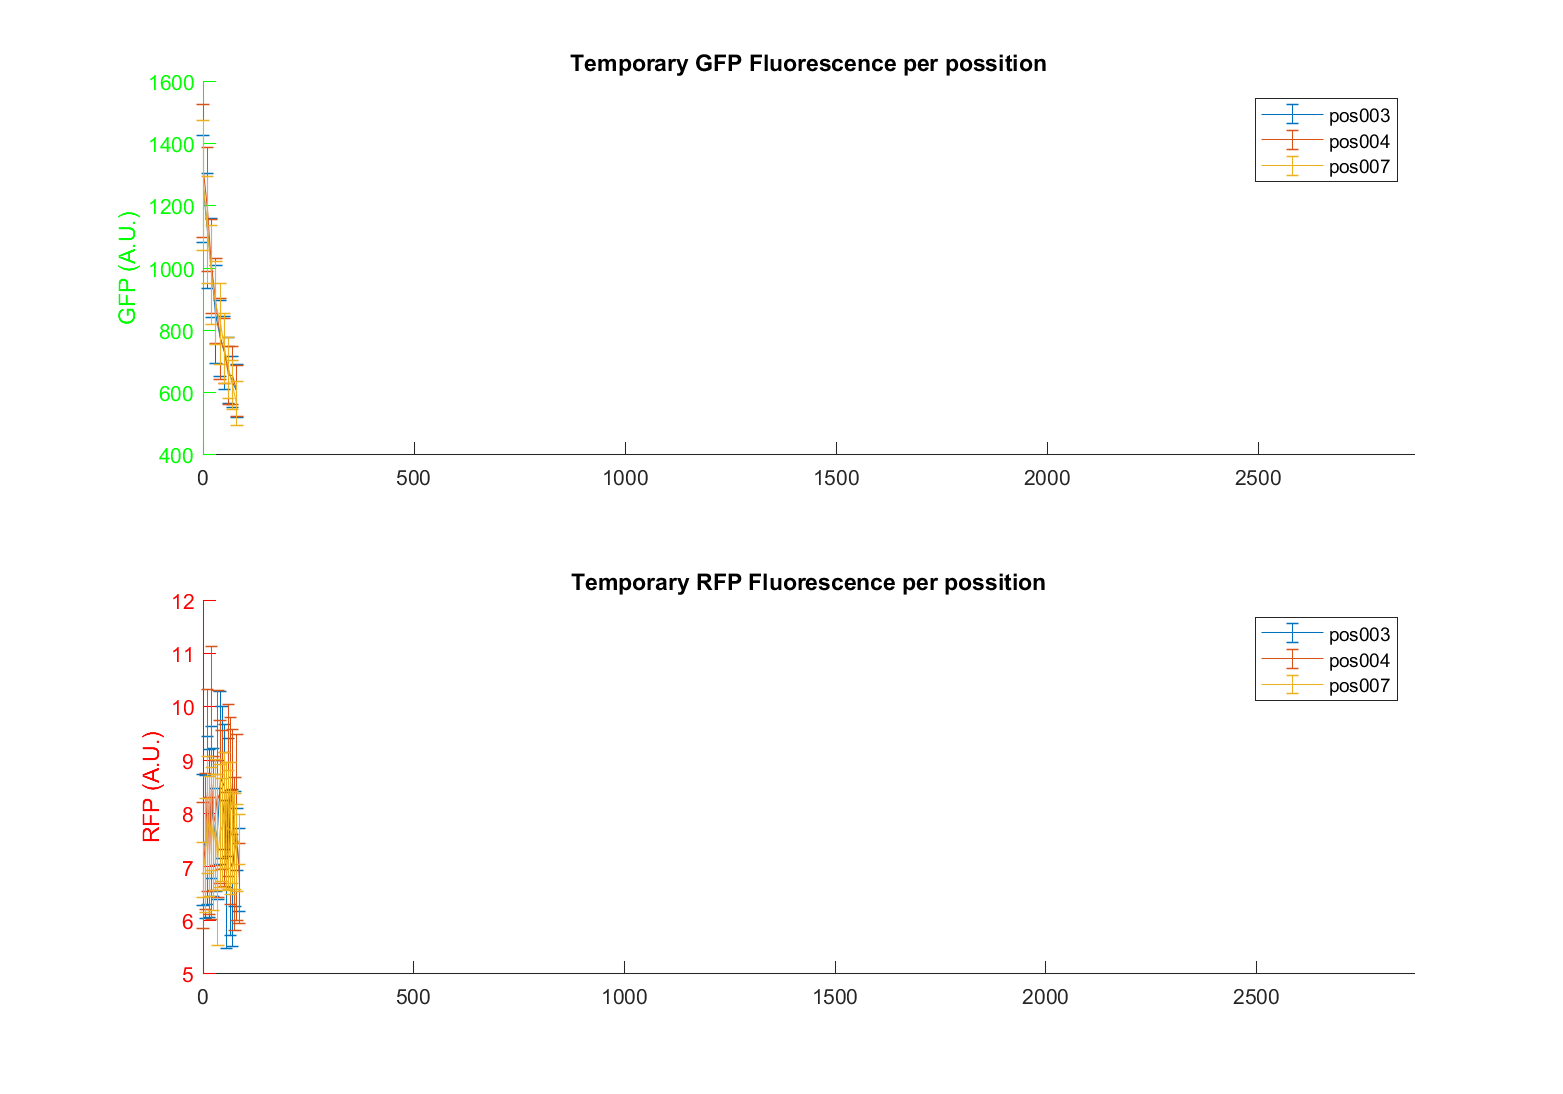 Temporary GFP Fluorescence per possition
1600
1400
1200
1000
800
600
400
GFP (A.U.)
pos003
pos004
pos007
0 500 1000 1500 2000 2500
Temporary RFP Fluorescence per possition
12
11
10
9
8
7
6
5
RFP (A.U.)
pos003
pos004
pos007
0 500 1000 1500 2000 2500